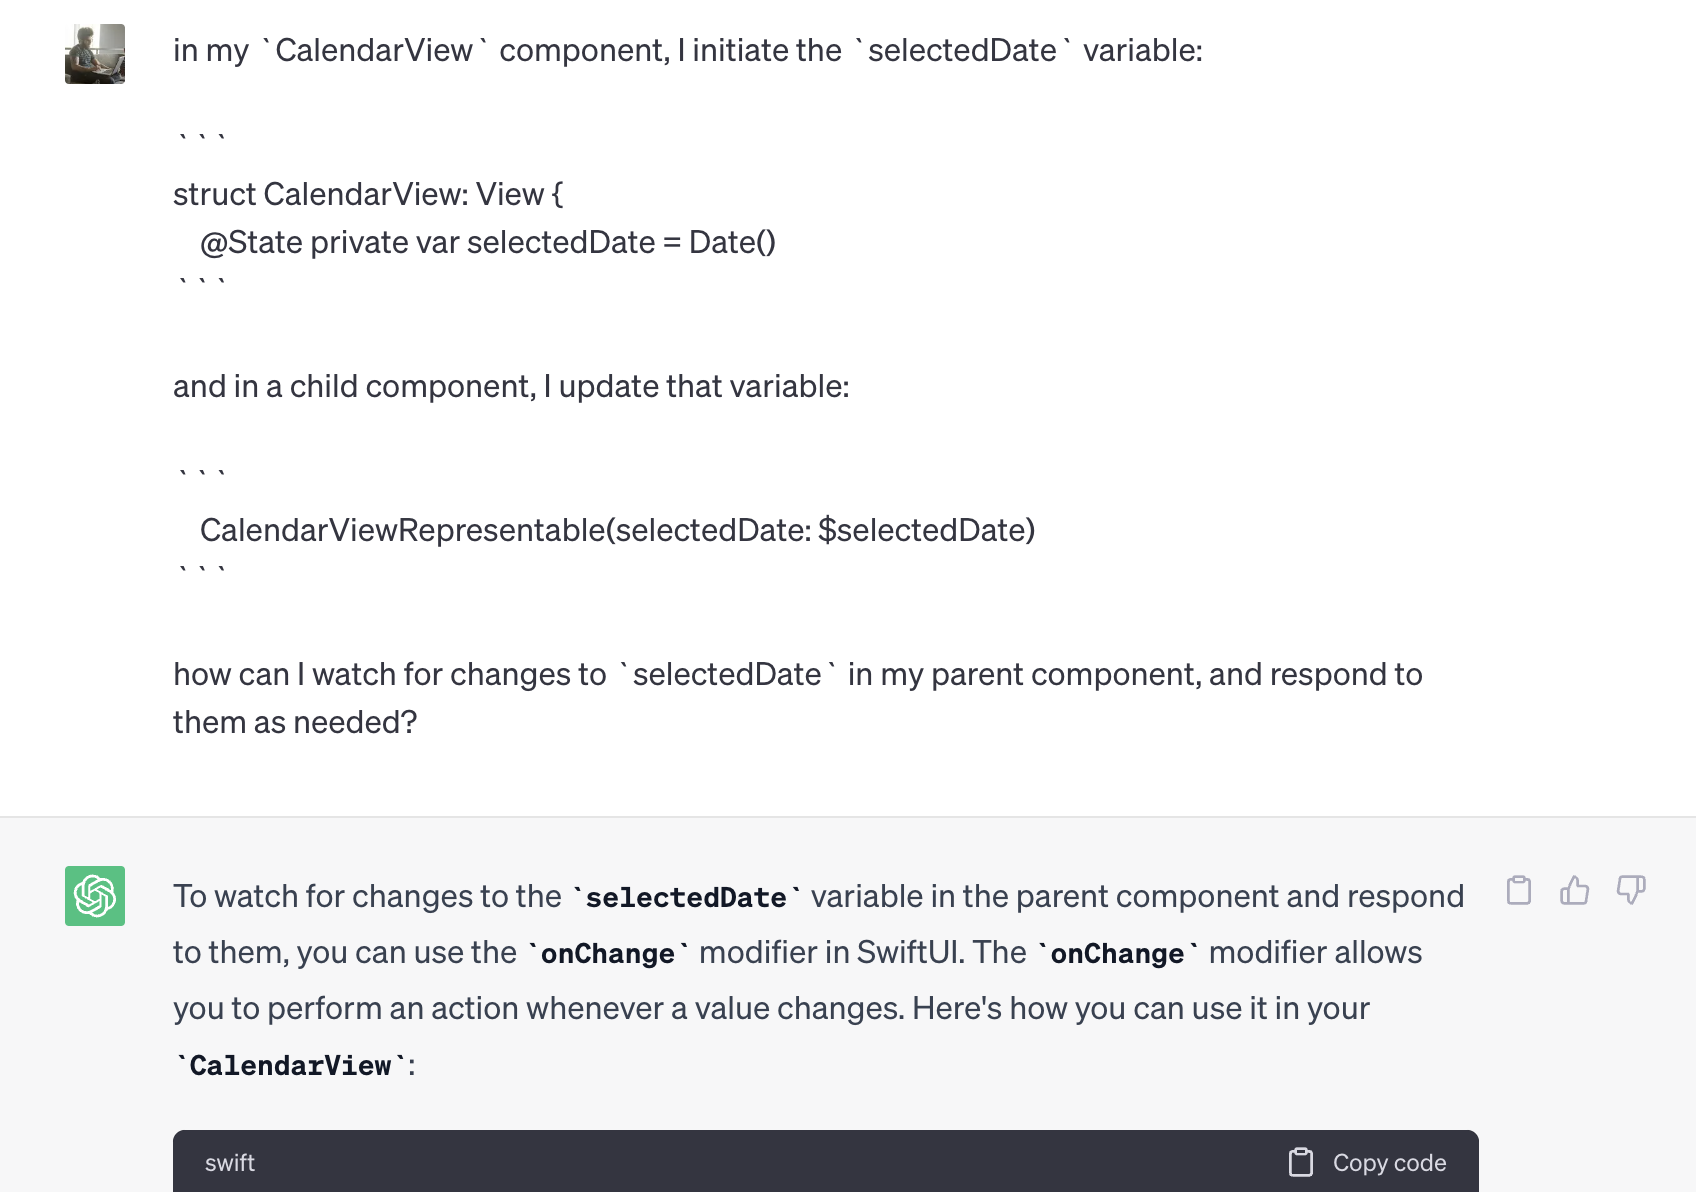 in my `CalendarView` component, I initiate the `selectedDate` variable:
```
struct CalendarView: View {
@State private var selectedDate = Date()
```
and in a child component, I update that variable:
```
CalendarViewRepresentable(selectedDate: $selectedDate)
```
how can I watch for changes to `selectedDate` in my parent component, and respond to
them as needed?
To watch for changes to the `selectedDate` variable in the parent component and respond
to them, you can use the `onChange` modifier in SwiftUI. The `onChange` modifier allows
you to perform an action whenever a value changes. Here's how you can use it in your
`CalendarView`:
swift Copy code